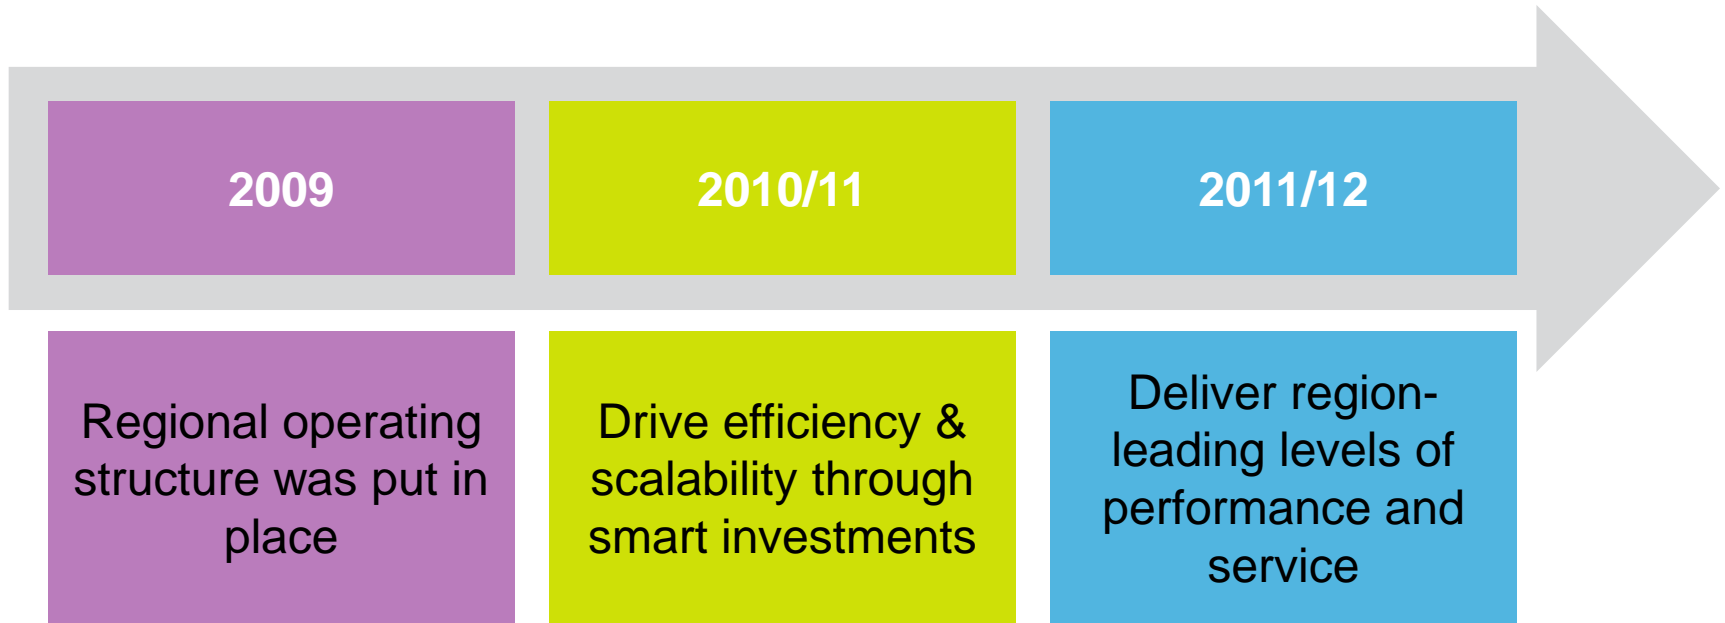 2009
2010/11
2011/12
Regional operating
structure was put in
place
Drive efficiency &
scalability through
smart investments
Deliver region-
leading levels of
performance and
service